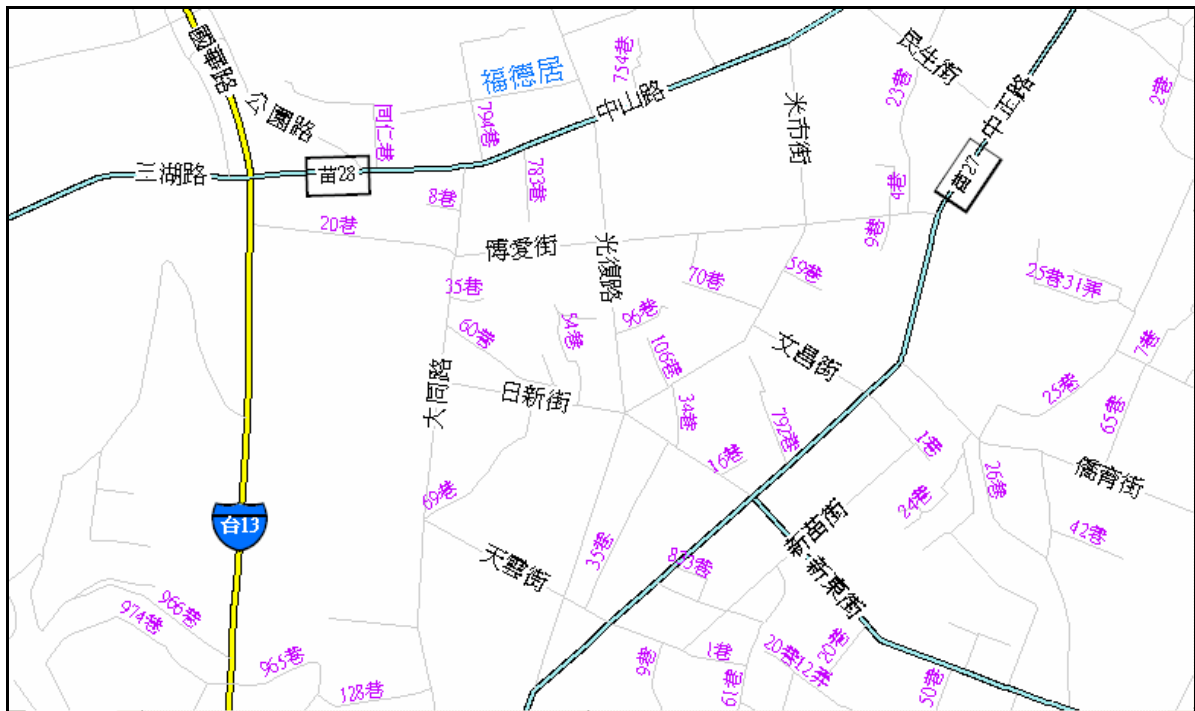 國華路
公園路
同仁巷
福德居
794巷
754巷
中山路
米市街
民生街
23巷
中正路
2巷
三湖路
苗28
8巷
783巷
4巷
苗27
20巷
博愛街
光復路
9巷
59巷
70巷
25巷31弄
35巷
60巷
54巷
96巷
106巷
文昌街
7巷
大同路
日新街
34巷
792巷
25巷
65巷
16巷
1巷
26巷
僑育街
69巷
24巷
42巷
台13
天雲街
35巷
新苗街
新東街
966巷
974巷
965巷
128巷
9巷
1巷
61巷
20巷12弄
20巷
50巷